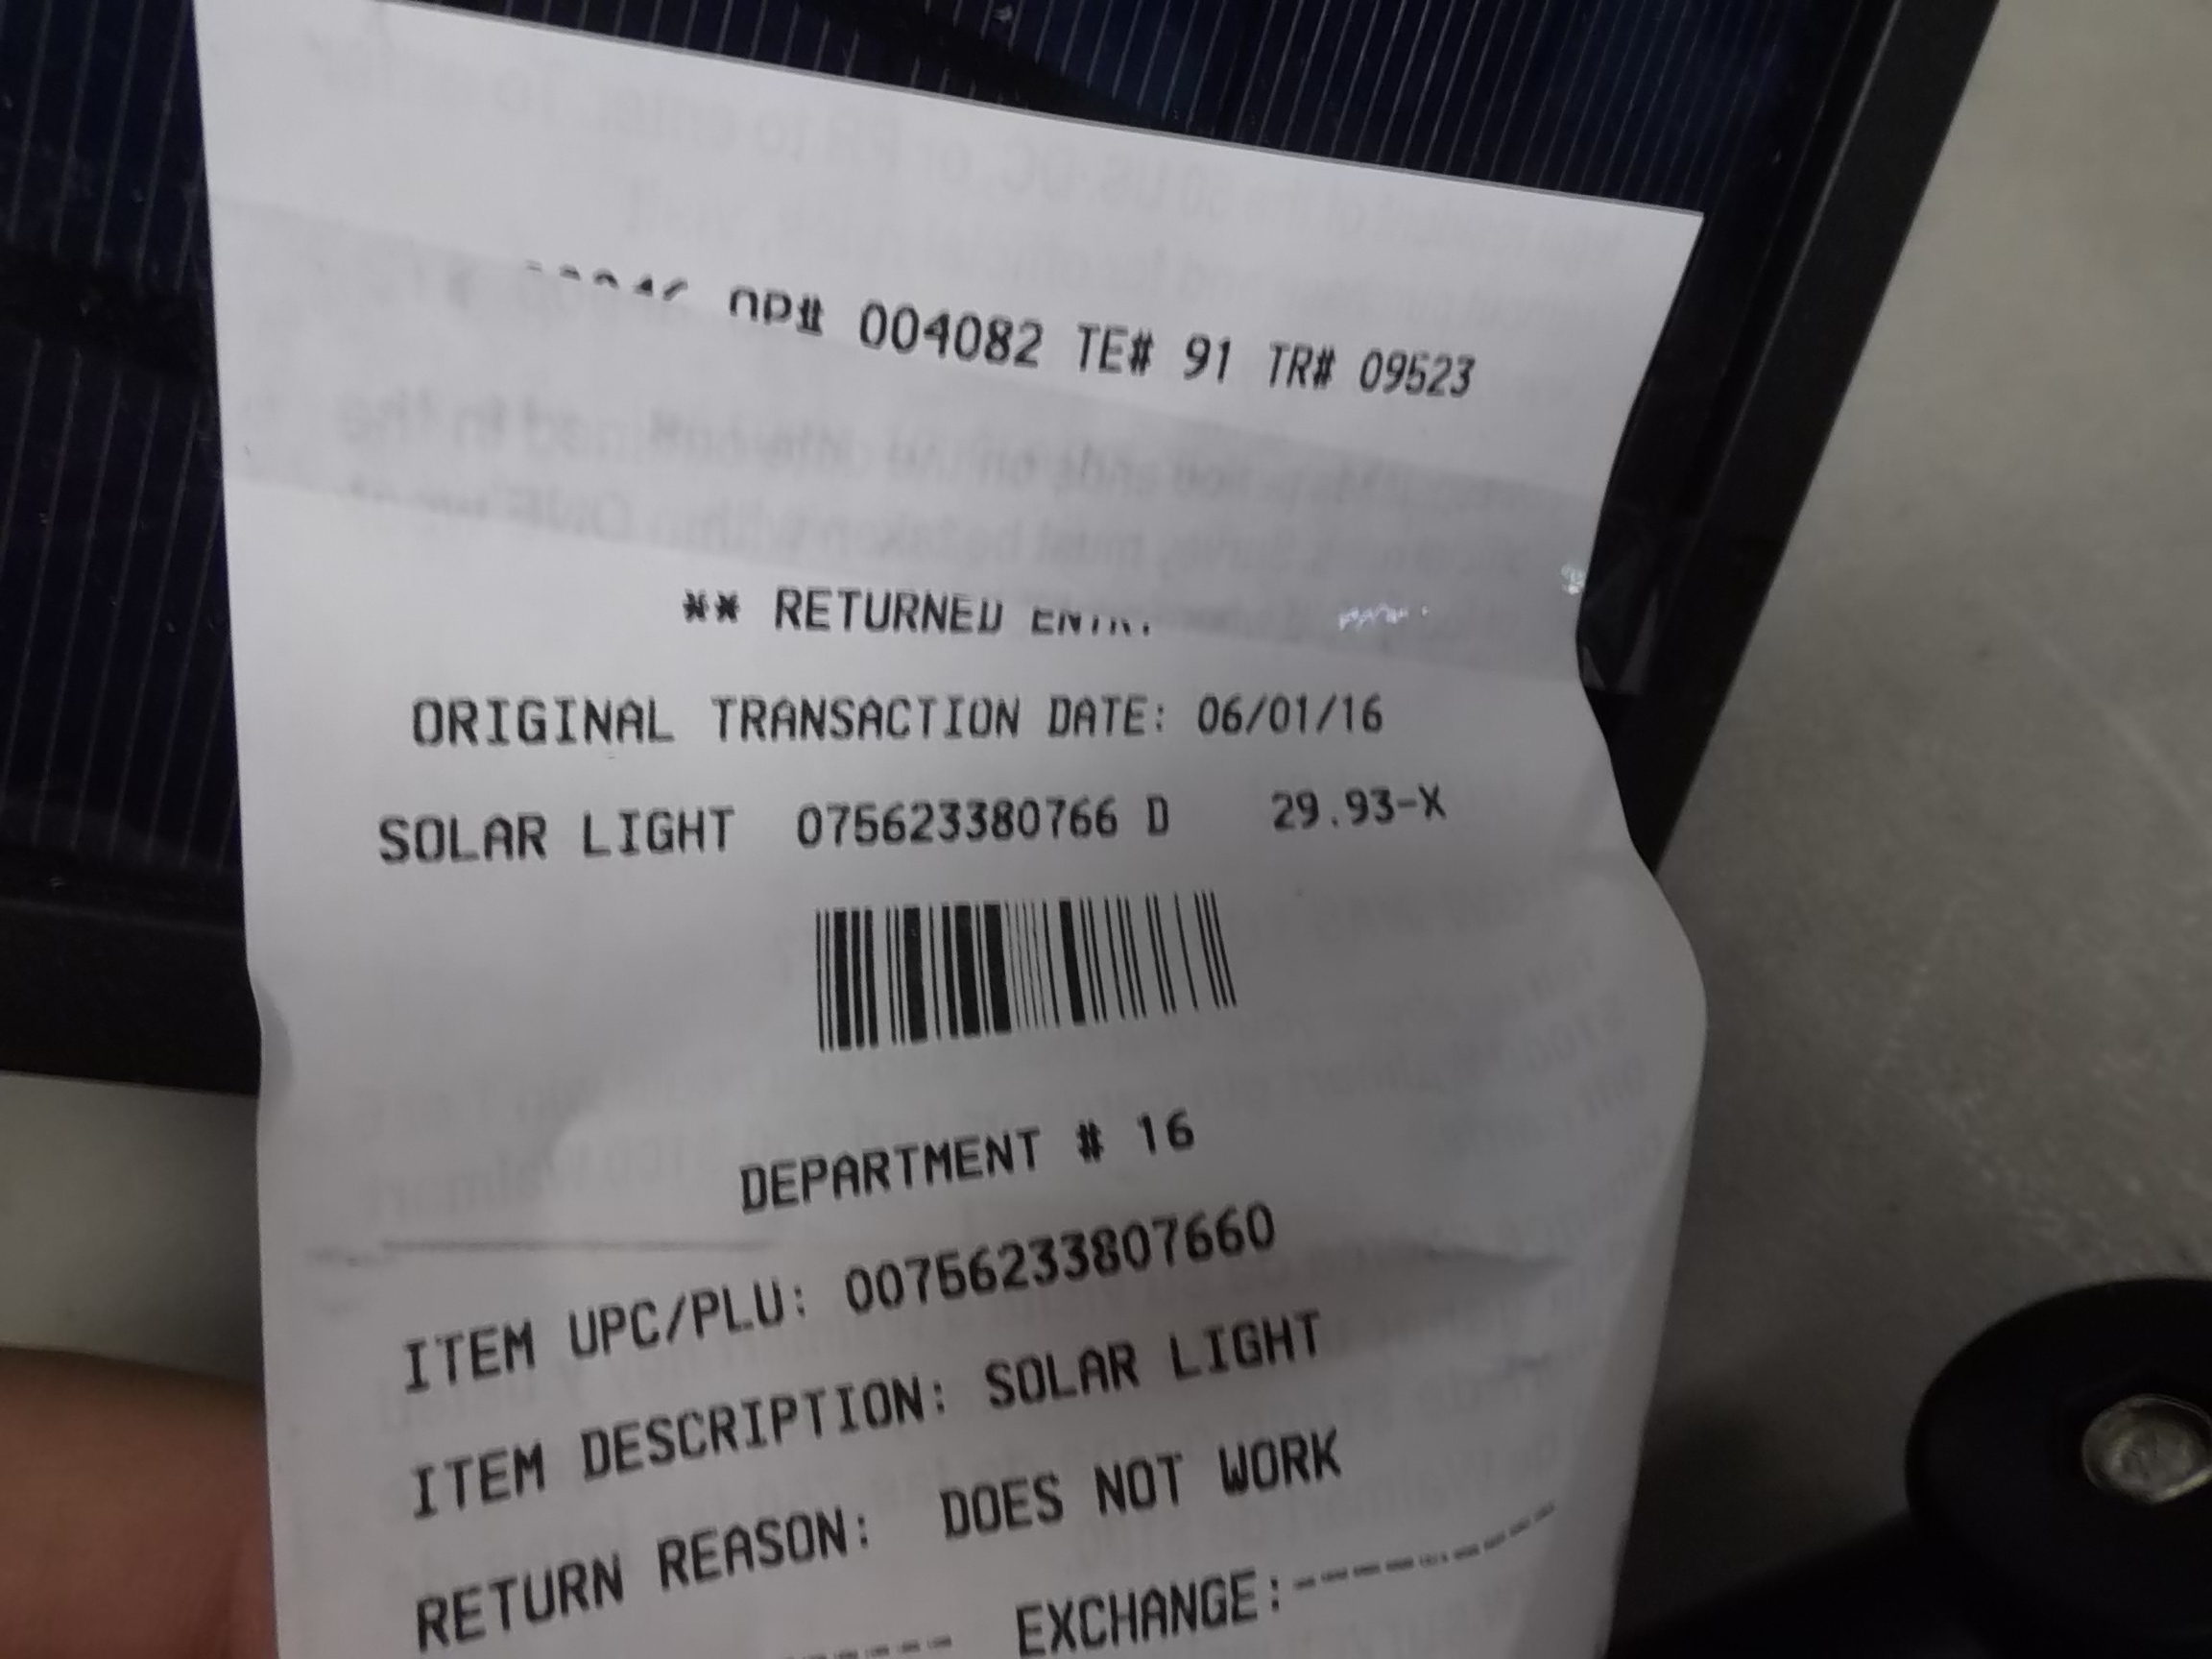 OP# 004082 TE# 91 TR# 09523
** RETURNED
ORIGINAL TRANSACTION DATE: 06/01/16
SOLAR LIGHT 075623380766 D 29.93-X
DEPARTMENT # 16
ITEM UPC/PLU: 00756233807660
ITEM DESCRIPTION: SOLAR LIGHT
RETURN REASON: DOES NOT WORK
EXCHANGE: